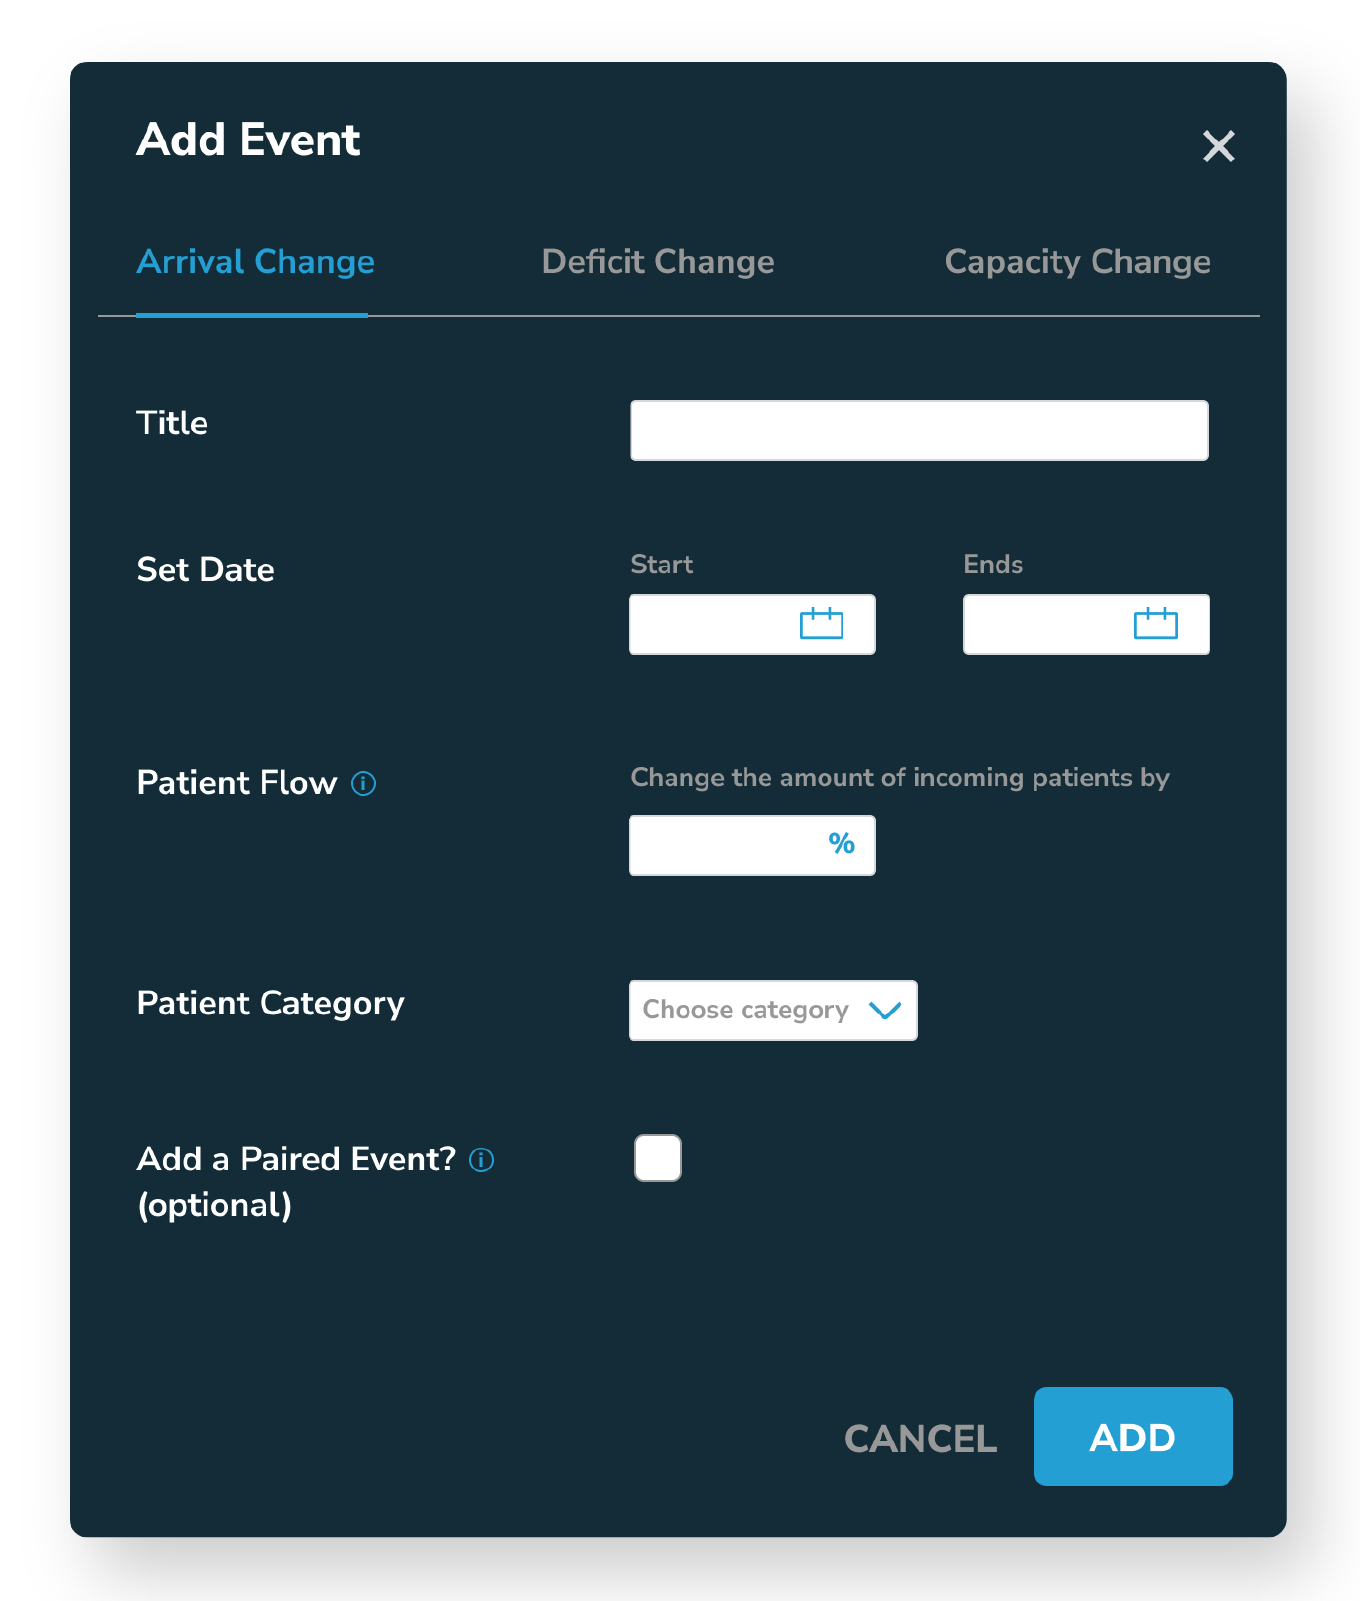 Add Event
Arrival Change
Deficit Change
Capacity Change
Title
Set Date
Start
Ends
Patient Flow
Change the amount of incoming patients by
%
Patient Category
Choose category
Add a Paired Event?
(optional)
CANCEL
ADD